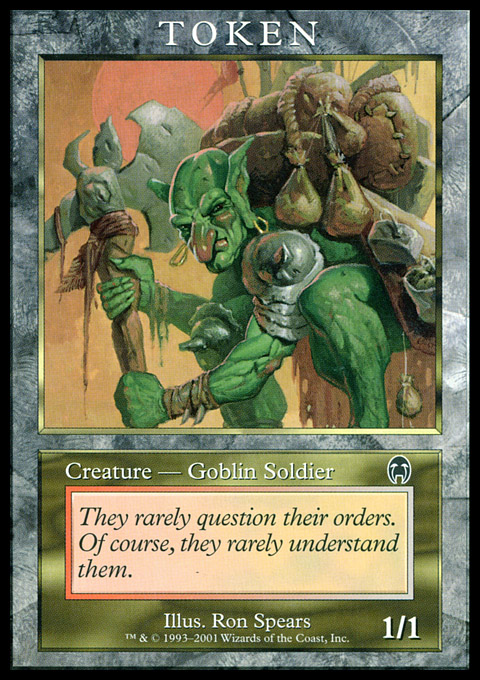 TOKEN
Creature — Goblin Soldier
They rarely question their orders.
Of course, they rarely understand
them.
Illus. Ron Spears
™ & © 1993–2001 Wizards of the Coast, Inc.
1/1